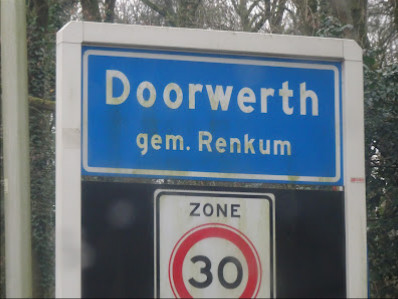 Doorwerth
gem. Renkum
ZONE
30